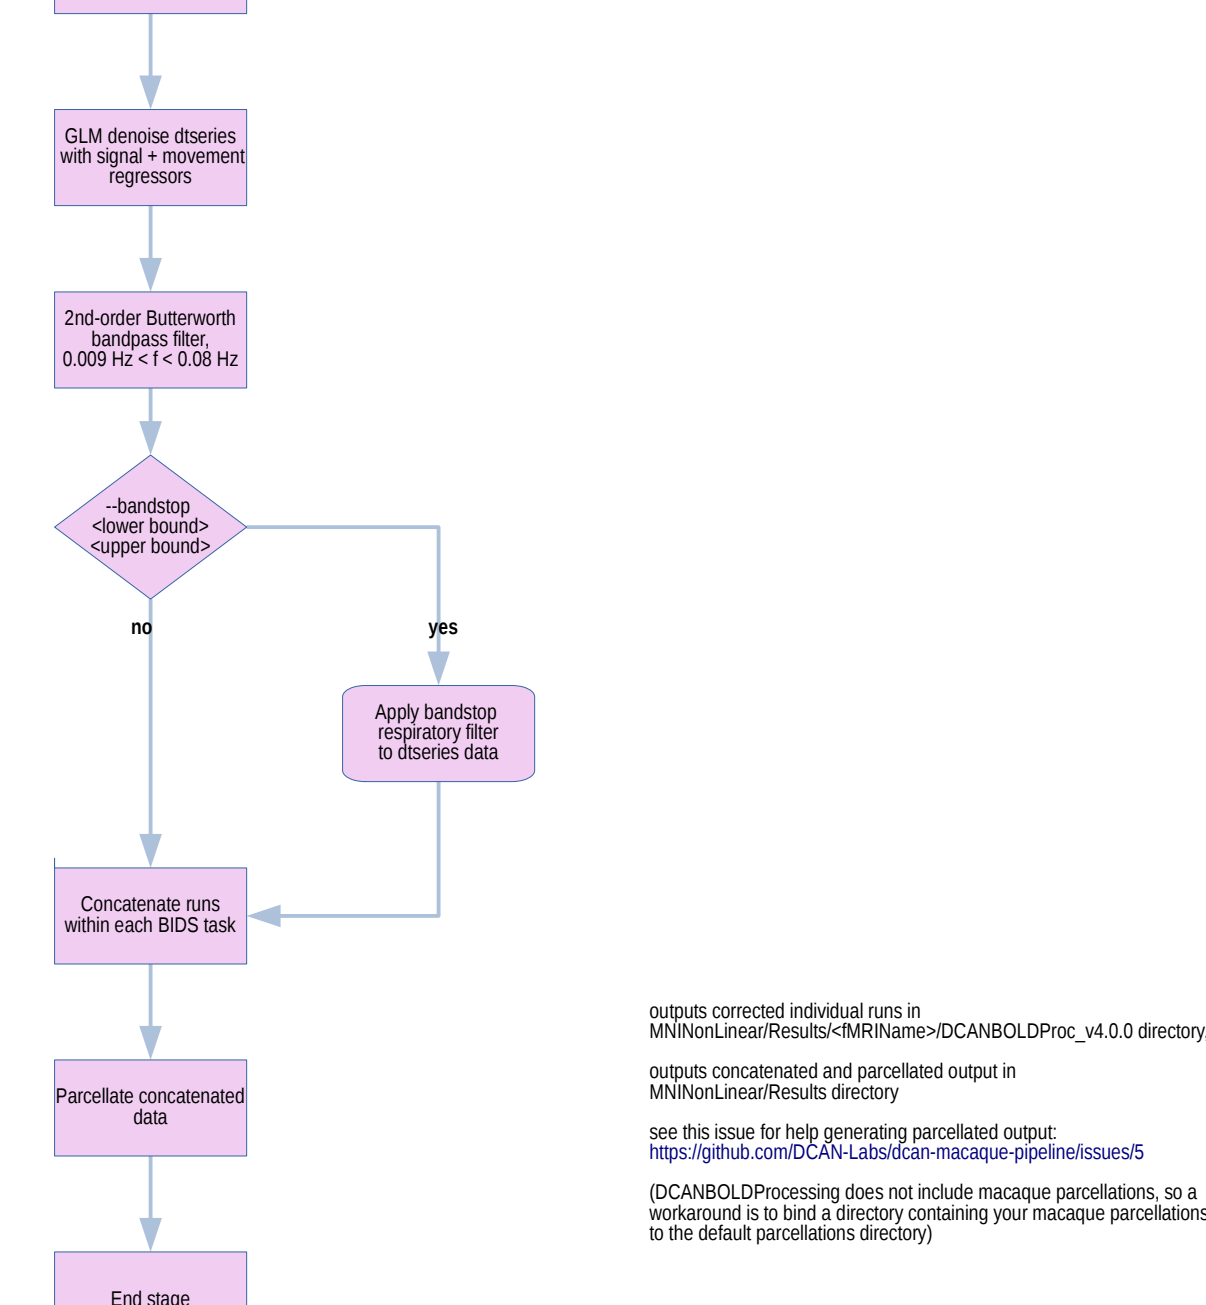 GLM denoise dtseries
with signal + movement
regressors
2nd-order Butterworth
bandpass filter,
0.009 Hz < f < 0.08 Hz
--bandstop
<lower bound>
<upper bound>
no
yes
Apply bandstop
respiratory filter
to dtseries data
Concatenate runs
within each BIDS task
Parcellate concatenated
data
outputs corrected individual runs in
MNINonLinear/Results/<fMRIName>/DCANBOLDProc_v4.0.0 directory,
outputs concatenated and parcellated output in
MNINonLinear/Results directory
see this issue for help generating parcellated output:
https://github.com/DCAN-Labs/dcan-macaque-pipeline/issues/5
(DCANBOLDProcessing does not include macaque parcellations, so a
workaround is to bind a directory containing your macaque parcellations
to the default parcellations directory)
End stage